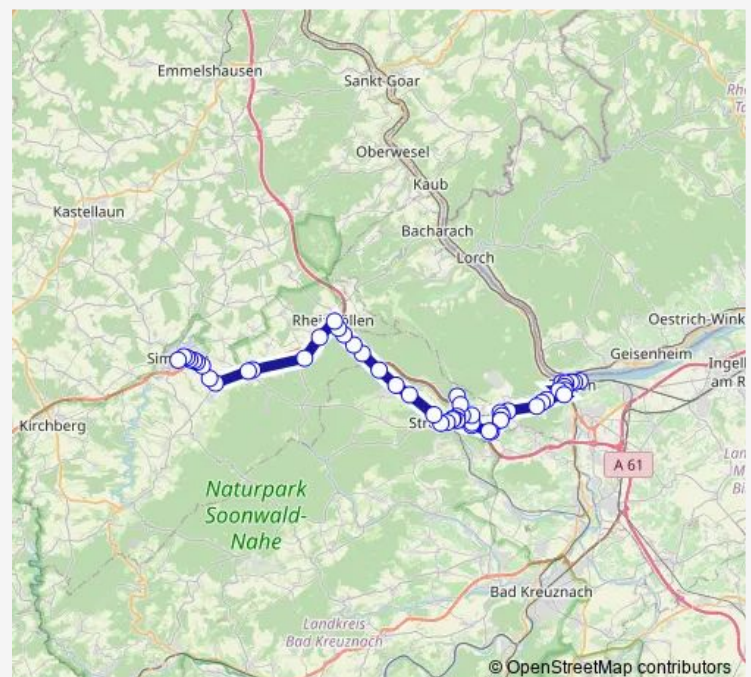 Emmelshausen
Sankt Goar
Oberwesel
Kaub
Kastellaun
Bacharach
Lorch
Oestrich-Wink
Geisenheim
Ingell
am R
Kirchberg
A 61
Naturpark
Soonwald-
Nahe
Bad Kreuznach
Landkreis
Bad Kreuznach
© OpenStreetMap contributors